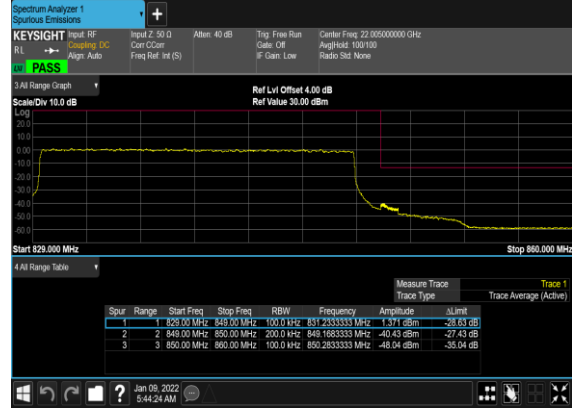 Spectrum Analyzer 1
Spurious Emissions
+
KEYSIGHT Input: RF Input Z: 50 Ω Atten: 40 dB Trig: Free Run Center Freq: 22.005000000 GHz
RL Coupling: DC Corr CCorr Gate: Off Avg|Hold: 100/100
Align: Auto Freq Ref: Int (S) IF Gain: Low Radio Std: None
PASS
3 All Range Graph
Ref Lvl Offset 4.00 dB
Scale/Div 10.0 dB Ref Value 30.00 dBm
Log
20.0
10.0
0.00
-10.0
-20.0
-30.0
-40.0
-50.0
-60.0
Start 829.000 MHz Stop 860.000 MHz
4 All Range Table
Measure Trace Trace 1
Trace Type Trace Average (Active)
Spur Range Start Freq Stop Freq RBW Frequency Amplitude ΔLimit
1 1 829.00 MHz 849.00 MHz 100.0 kHz 831.2333333 MHz 1.371 dBm -28.63 dB
2 2 849.00 MHz 850.00 MHz 200.0 kHz 849.1683333 MHz -40.43 dBm -27.43 dB
3 3 850.00 MHz 860.00 MHz 100.0 kHz 850.2833333 MHz -48.04 dBm -35.04 dB
? Jan 09, 2022
5:44:24 AM